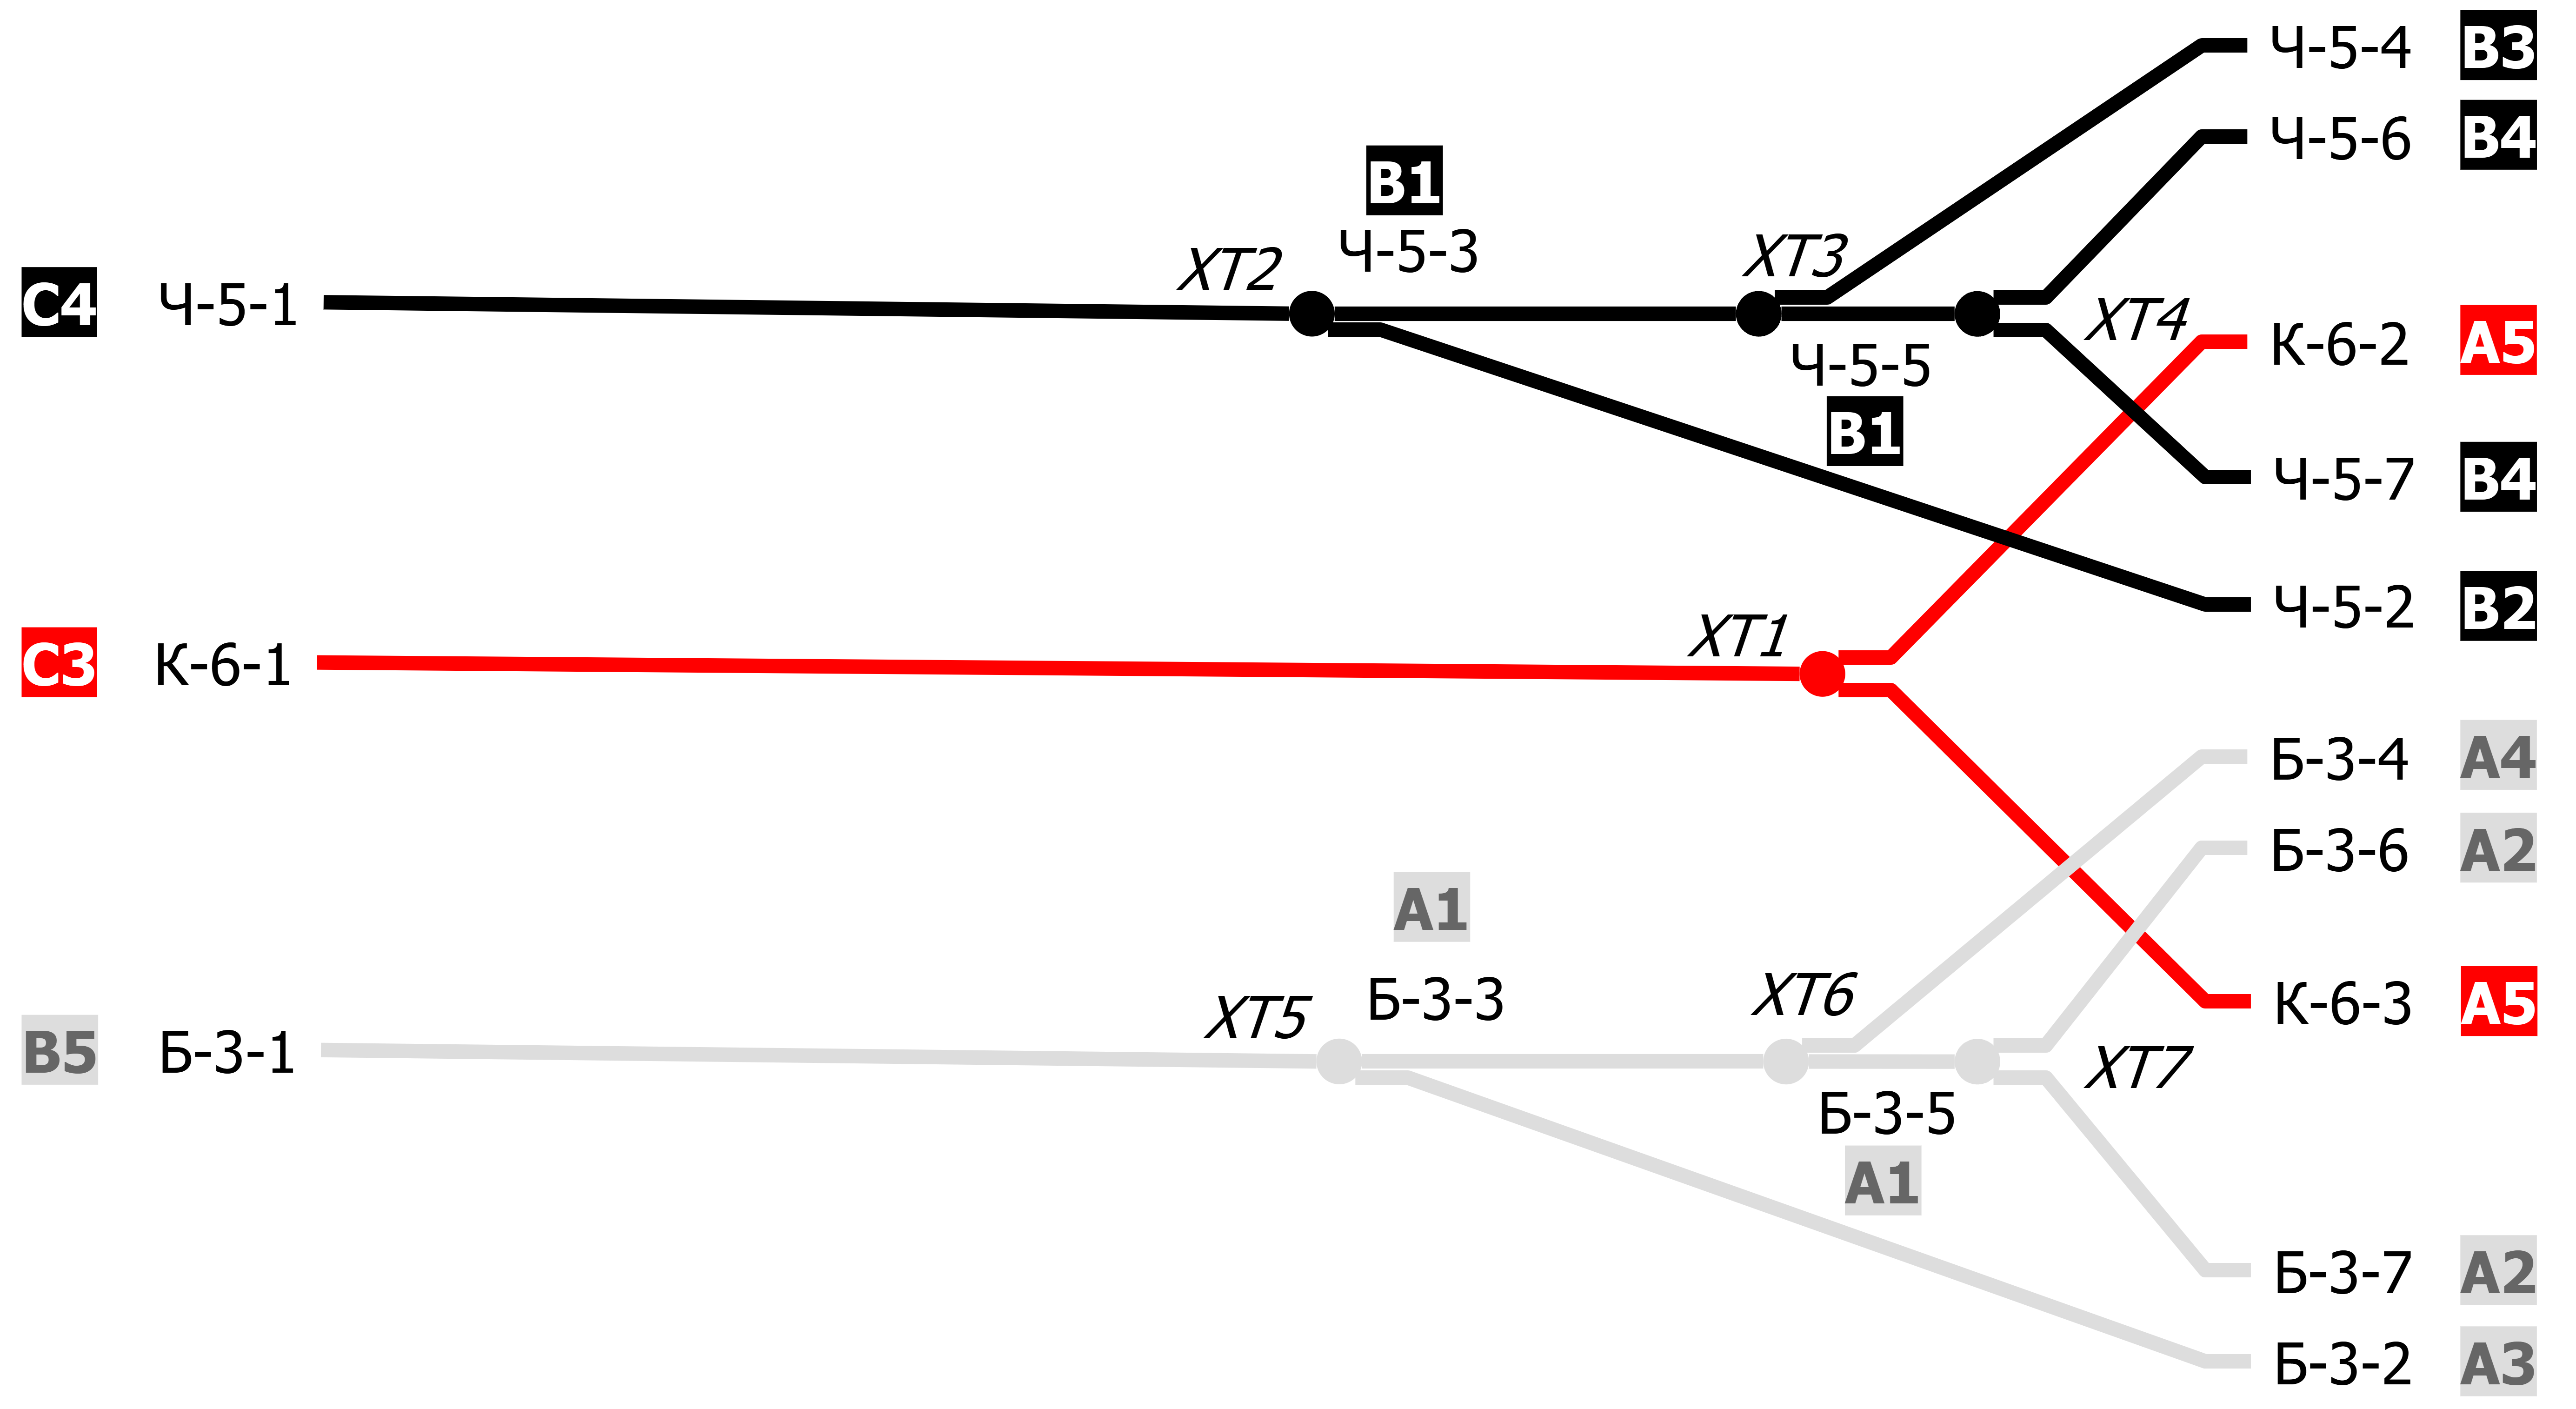 Ч-5-4 B3
Ч-5-6 B4
B1
Ч-5-3
XT2
XT3
C4 Ч-5-1
XT4
К-6-2 A5
Ч-5-5
B1
Ч-5-7 B4
Ч-5-2 B2
XT1
C3 К-6-1
Б-3-4 A4
Б-3-6 A2
A1
Б-3-3
XT5
XT6
К-6-3 A5
B5 Б-3-1
XT7
Б-3-5
A1
Б-3-7 A2
Б-3-2 A3